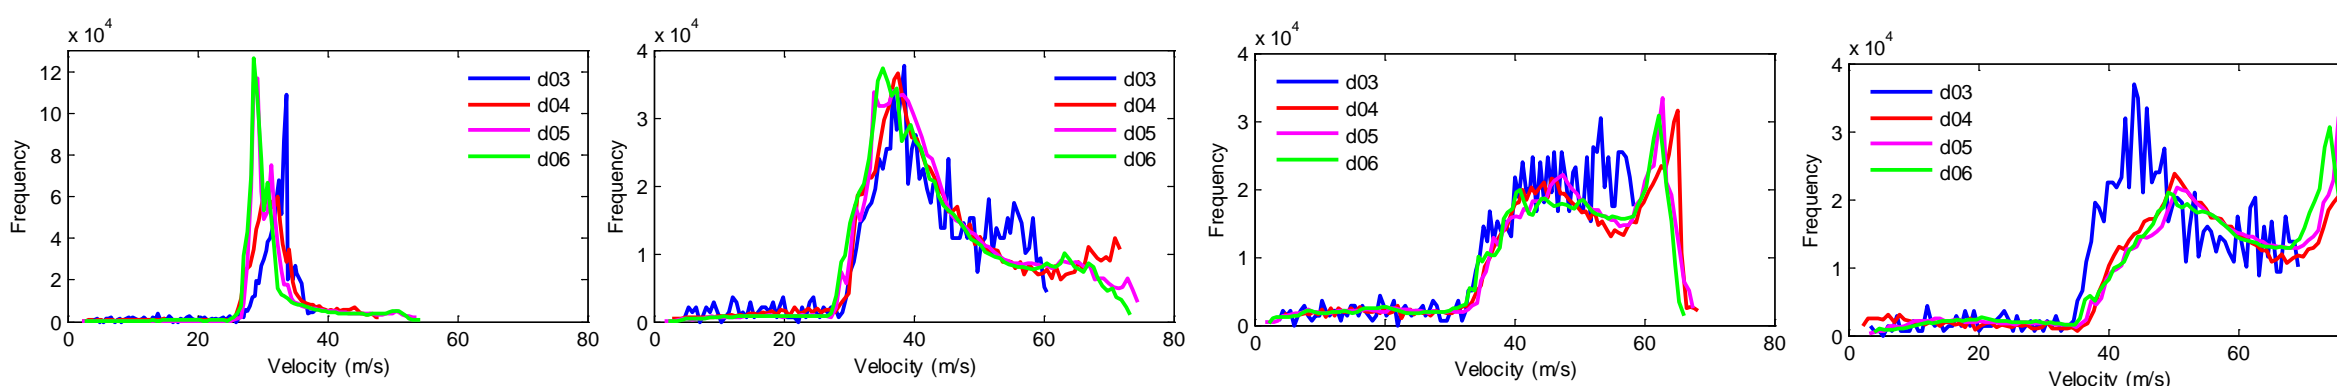 x 10^4
12
10
8
6
4
2
0
0 20 40 60 80
Frequency
Velocity (m/s)
d03
d04
d05
d06
x 10^4
4
3
2
1
0
0 20 40 60 80
Frequency
Velocity (m/s)
d03
d04
d05
d06
x 10^4
4
3
2
1
0
0 20 40 60 80
Frequency
Velocity (m/s)
d03
d04
d05
d06
x 10^4
4
3
2
1
0
0 20 40 60
Frequency
Velocity (m/s)
d03
d04
d05
d06